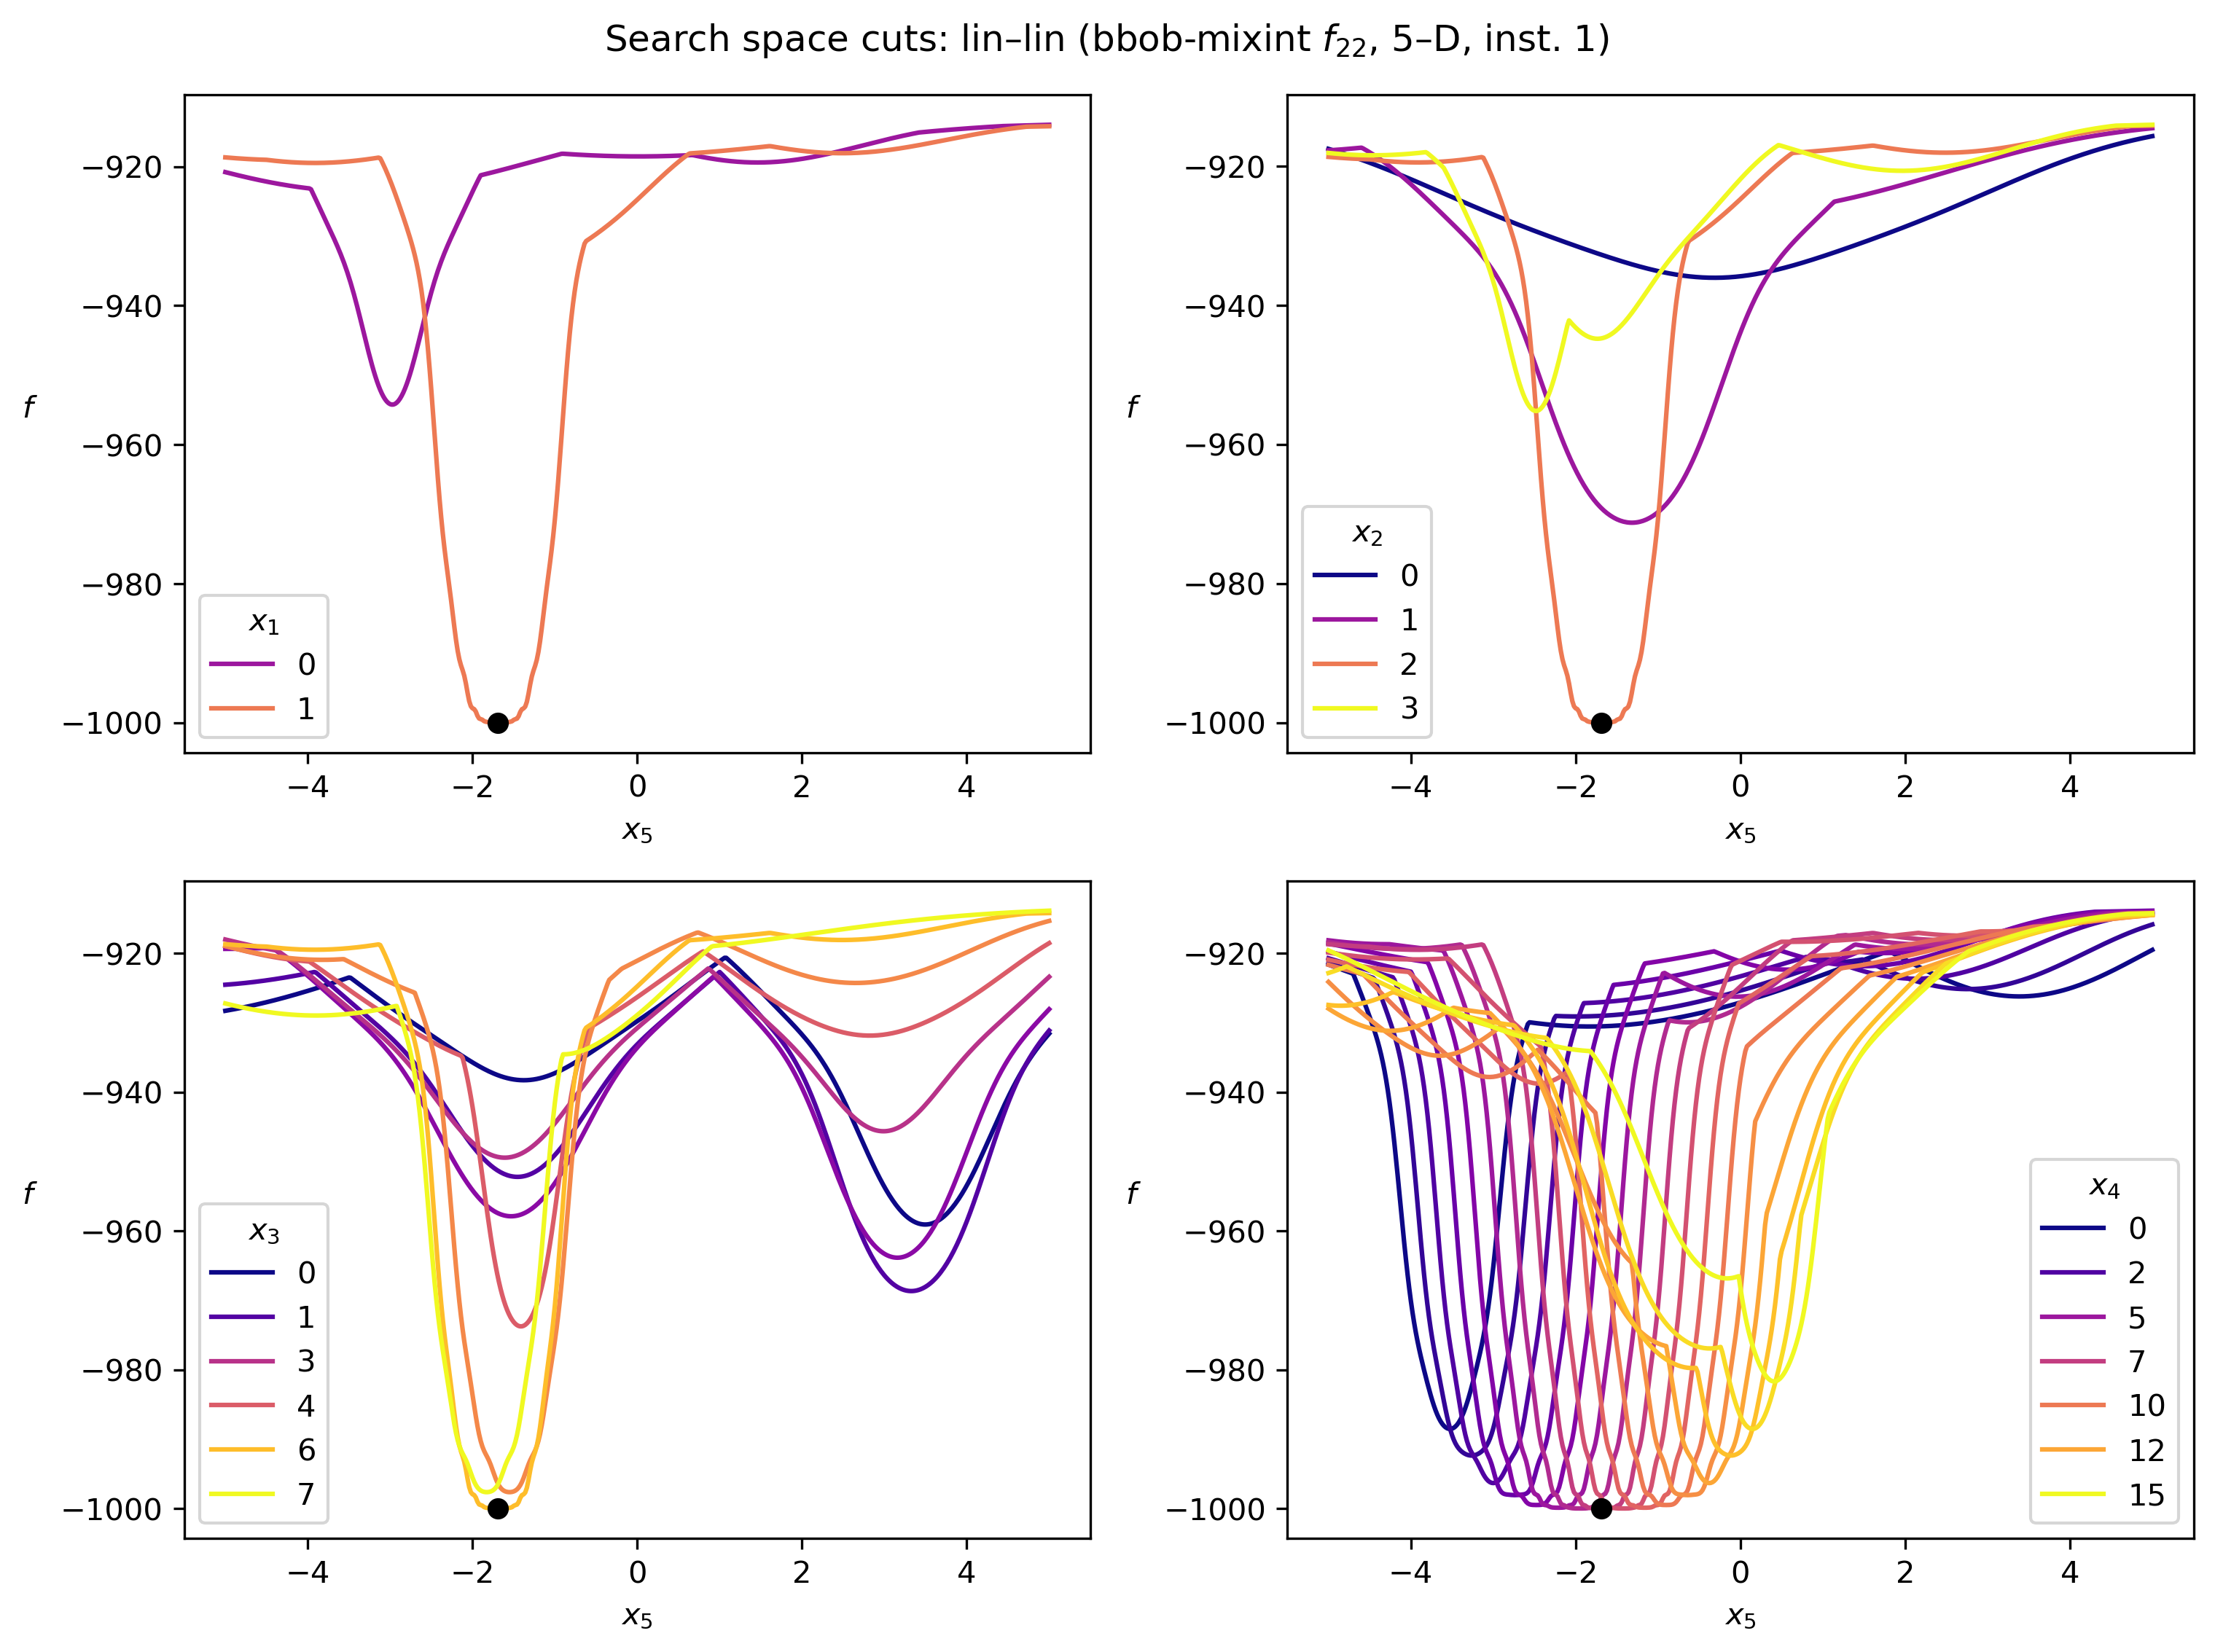 Search space cuts: lin–lin (bbob-mixint f₂₂, 5–D, inst. 1)
−920
−940
−960
−980
−1000
f
−4 −2 0 2 4
x₅
x₁
0
1
−920
−940
−960
−980
−1000
f
−4 −2 0 2 4
x₅
x₂
0
1
2
3
−920
−940
−960
−980
−1000
f
−4 −2 0 2 4
x₅
x₃
0
1
3
4
6
7
−920
−940
−960
−980
−1000
f
−4 −2 0 2 4
x₅
x₄
0
2
5
7
10
12
15